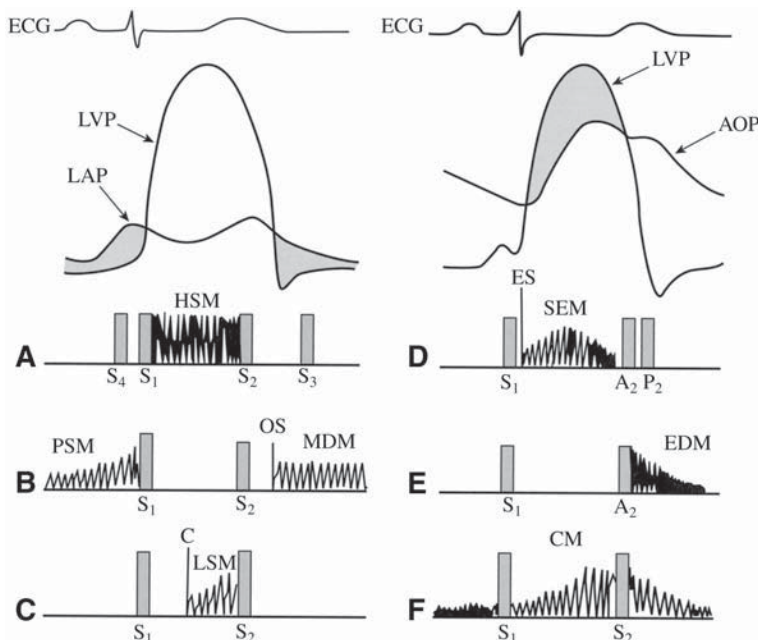 ECG
LVP
LAP
HSM
A
S4 S1 S2 S3
PSM OS MDM
B
S1 S2
C
LSM
C
S1 S2
ECG
LVP
AOP
ES
SEM
D
S1 A2 P2
EDM
E
S1 A2
CM
F
S1 S2